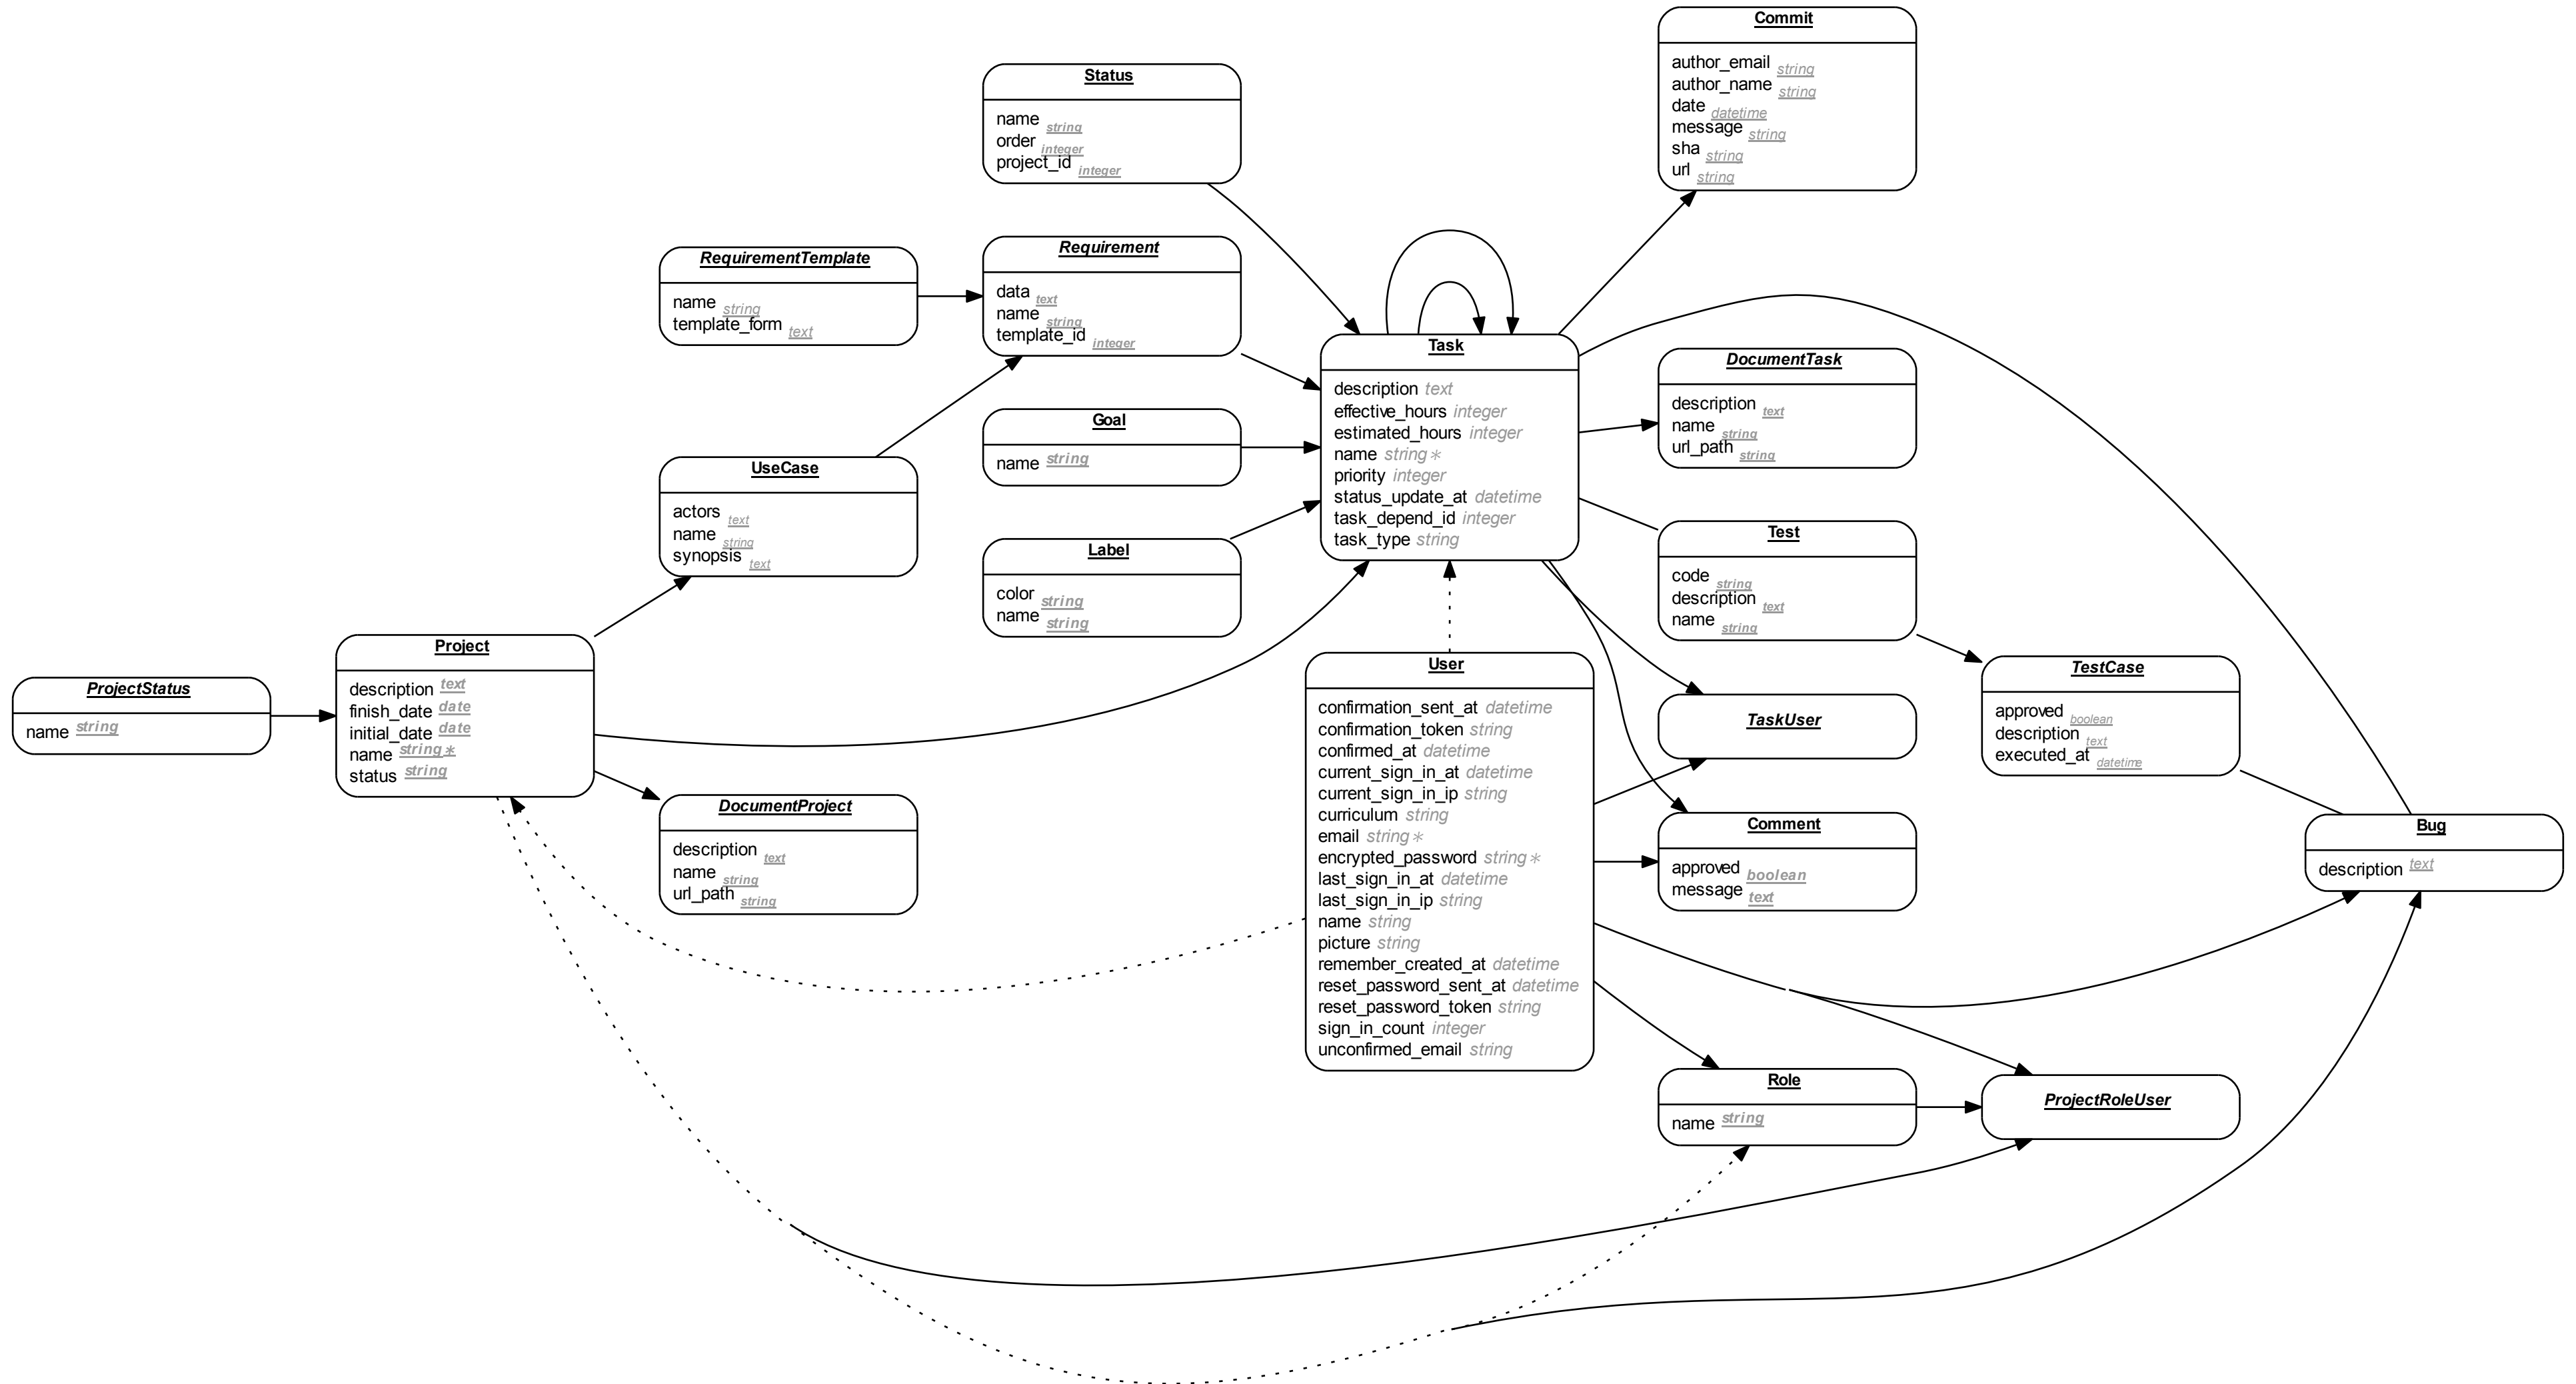 Commit
author_email string
author_name string
date datetime
message string
sha string
url string
Status
name string
order integer
project_id integer
RequirementTemplate
name string
template_form text
Requirement
data text
name string
template_id integer
Task
description text
effective_hours integer
estimated_hours integer
name string∗
priority integer
status_update_at datetime
task_depend_id integer
task_type string
DocumentTask
description text
name string
url_path string
Goal
name string
UseCase
actors text
name string
synopsis text
Label
color string
name string
Test
code string
description text
name string
ProjectStatus
name string
Project
description text
finish_date date
initial_date date
name string∗
status string
DocumentProject
description text
name string
url_path string
User
confirmation_sent_at datetime
confirmation_token string
confirmed_at datetime
current_sign_in_at datetime
current_sign_in_ip string
curriculum string
email string∗
encrypted_password string∗
last_sign_in_at datetime
last_sign_in_ip string
name string
picture string
remember_created_at datetime
reset_password_sent_at datetime
reset_password_token string
sign_in_count integer
unconfirmed_email string
TaskUser
TestCase
approved boolean
description text
executed_at datetime
Comment
approved boolean
message text
Bug
description text
Role
name string
ProjectRoleUser